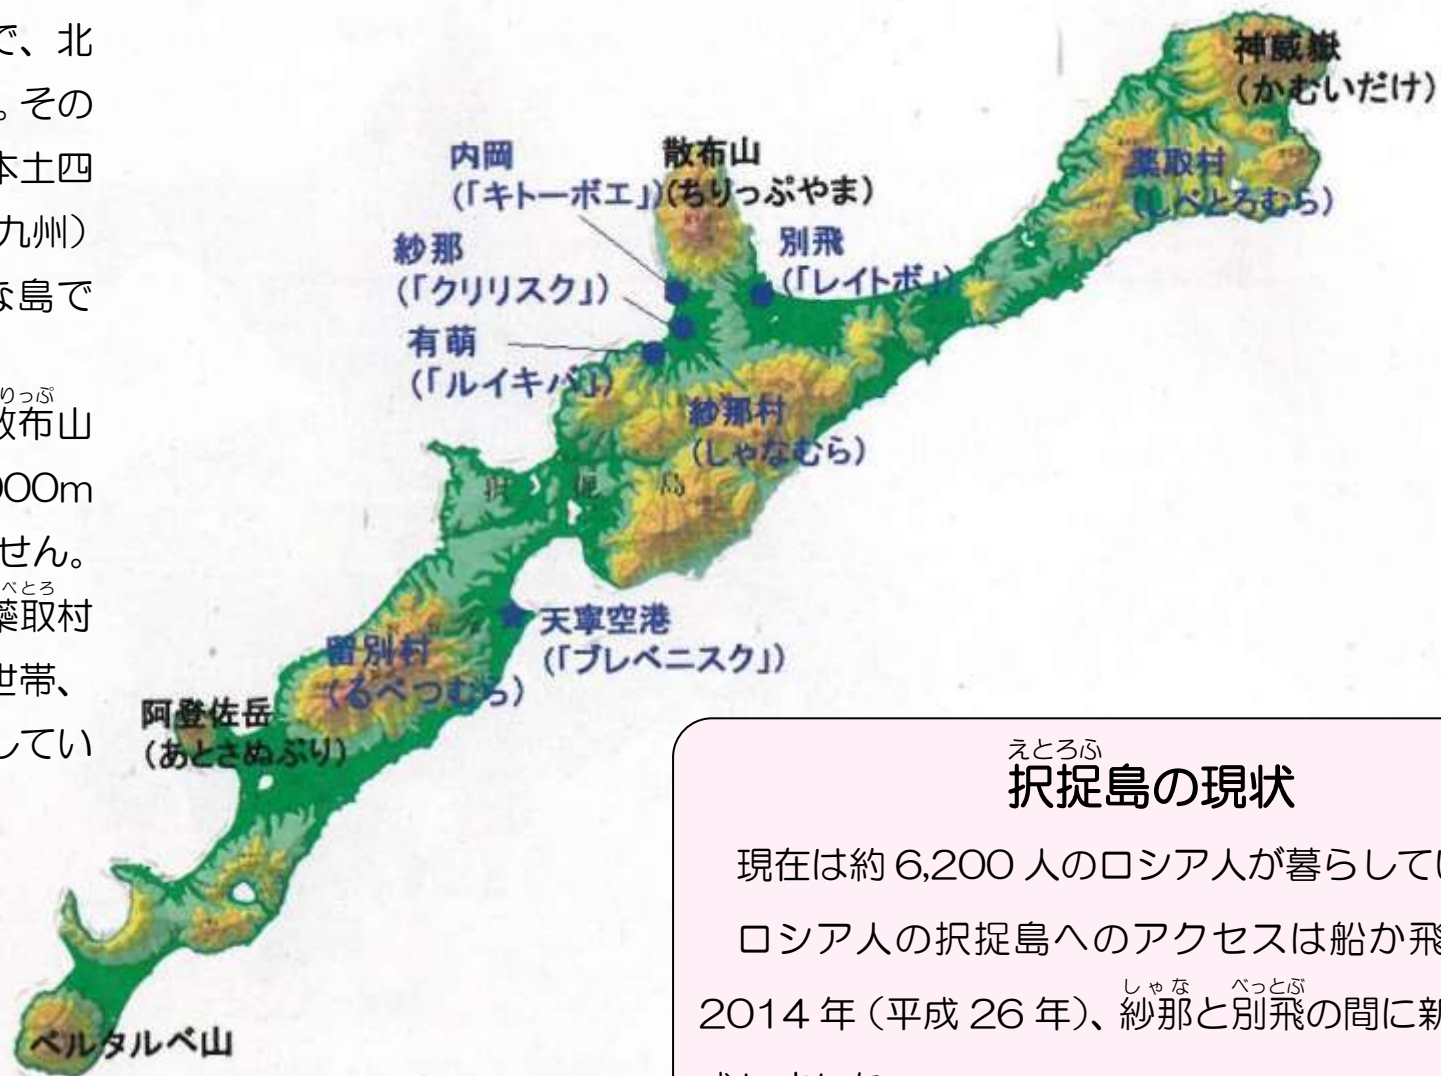 で、北
。その
本土四
九州）
な島で
りっぷ
散布山
000m
せん。
べとろ
蘂取村
世帯、
してい
神威嶽
（かむいだけ）
内岡
（「キトーボエ」）
散布山
（ちりっぷやま）
蘂取村
（しべとろむら）
紗那
（「クリリスク」）
別飛
（「レイトボ」）
有萌
（「ルイキバ」）
紗那村
（しゃなむら）
択捉島
天寧空港
（「ブレベニスク」）
留別村
（るべつむら）
阿登佐岳
（あとさぬぷり）
ベルタルベ山
えとろふ
択捉島の現状
現在は約 6,200 人のロシア人が暮らして
ロシア人の択捉島へのアクセスは船か飛
しゃな べっとぶ
2014 年（平成 26 年）、紗那と別飛の間に新